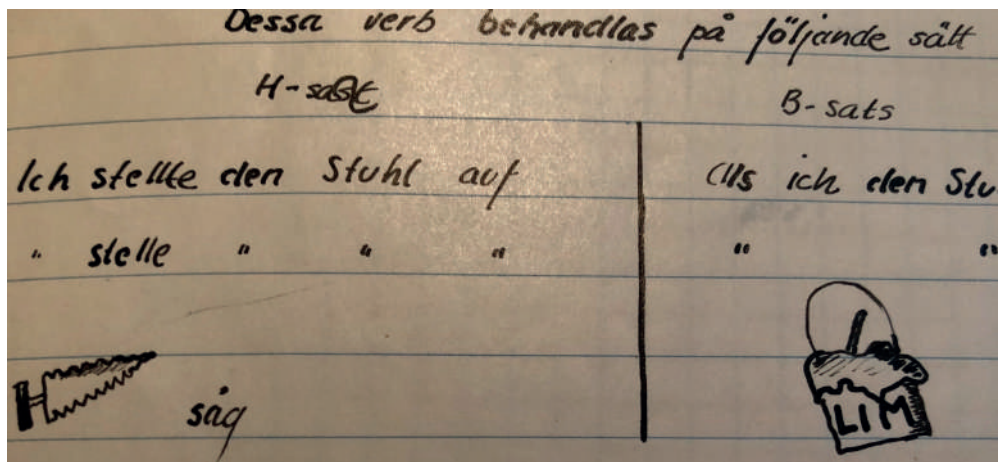 Dessa verb behandlas på följande sätt
H-sats B-sats
Ich stellte den Stuhl auf Als ich den Stu
" stelle " " " " "
såg LIM